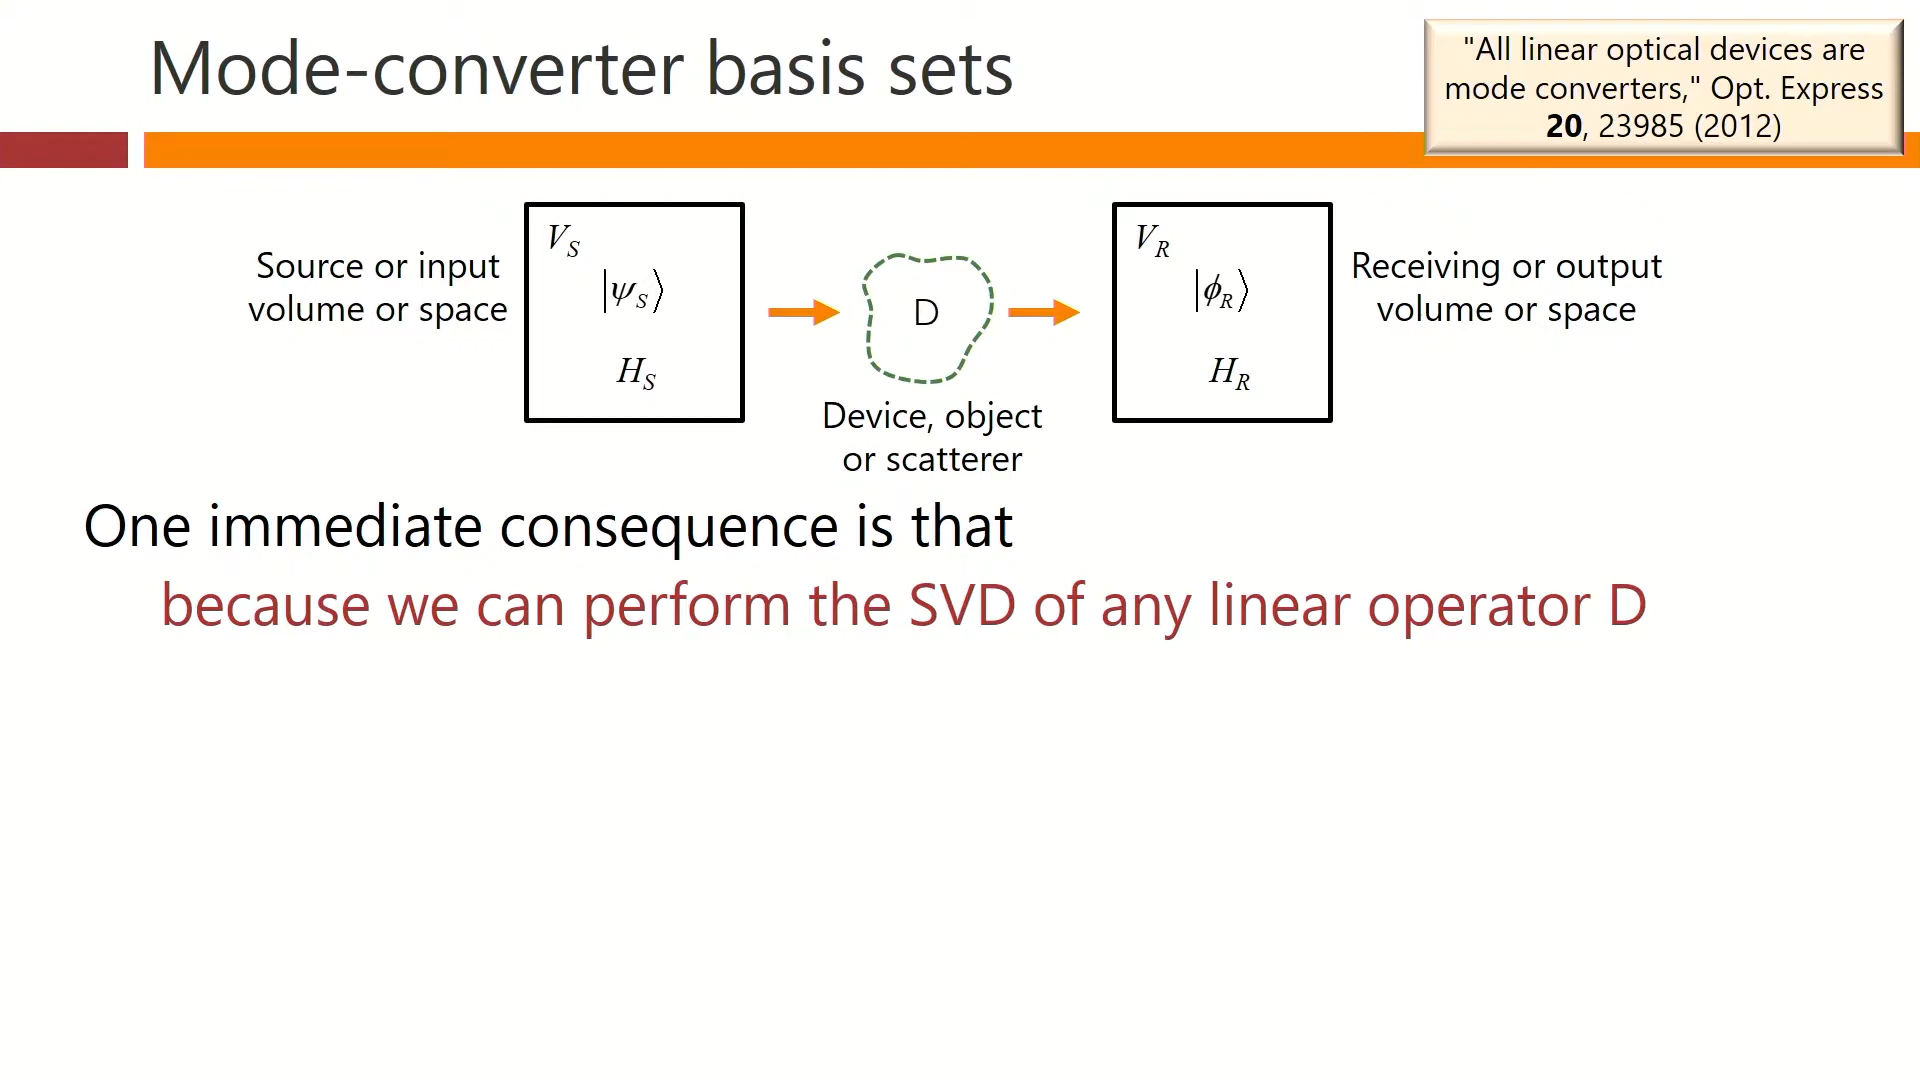 Mode-converter basis sets
"All linear optical devices are
mode converters," Opt. Express
20, 23985 (2012)
Source or input
volume or space
V_S
|ψ_S⟩
H_S
D
Device, object
or scatterer
V_R
|ϕ_R⟩
H_R
Receiving or output
volume or space
One immediate consequence is that
because we can perform the SVD of any linear operator D